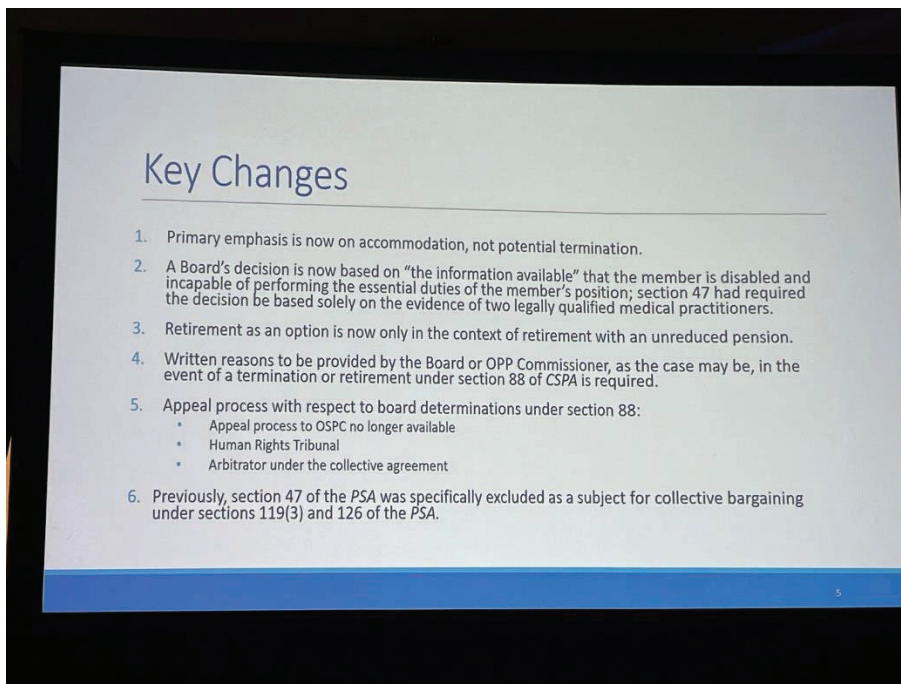 Key Changes
1. Primary emphasis is now on accommodation, not potential termination.
2. A Board's decision is now based on "the information available" that the member is disabled and
incapable of performing the essential duties of the member's position; section 47 had required
the decision be based solely on the evidence of two legally qualified medical practitioners.
3. Retirement as an option is now only in the context of retirement with an unreduced pension.
4. Written reasons to be provided by the Board or OPP Commissioner, as the case may be, in the
event of a termination or retirement under section 88 of CSPA is required.
5. Appeal process with respect to board determinations under section 88:
• Appeal process to OSPC no longer available
• Human Rights Tribunal
• Arbitrator under the collective agreement
6. Previously, section 47 of the PSA was specifically excluded as a subject for collective bargaining
under sections 119(3) and 126 of the PSA.
5